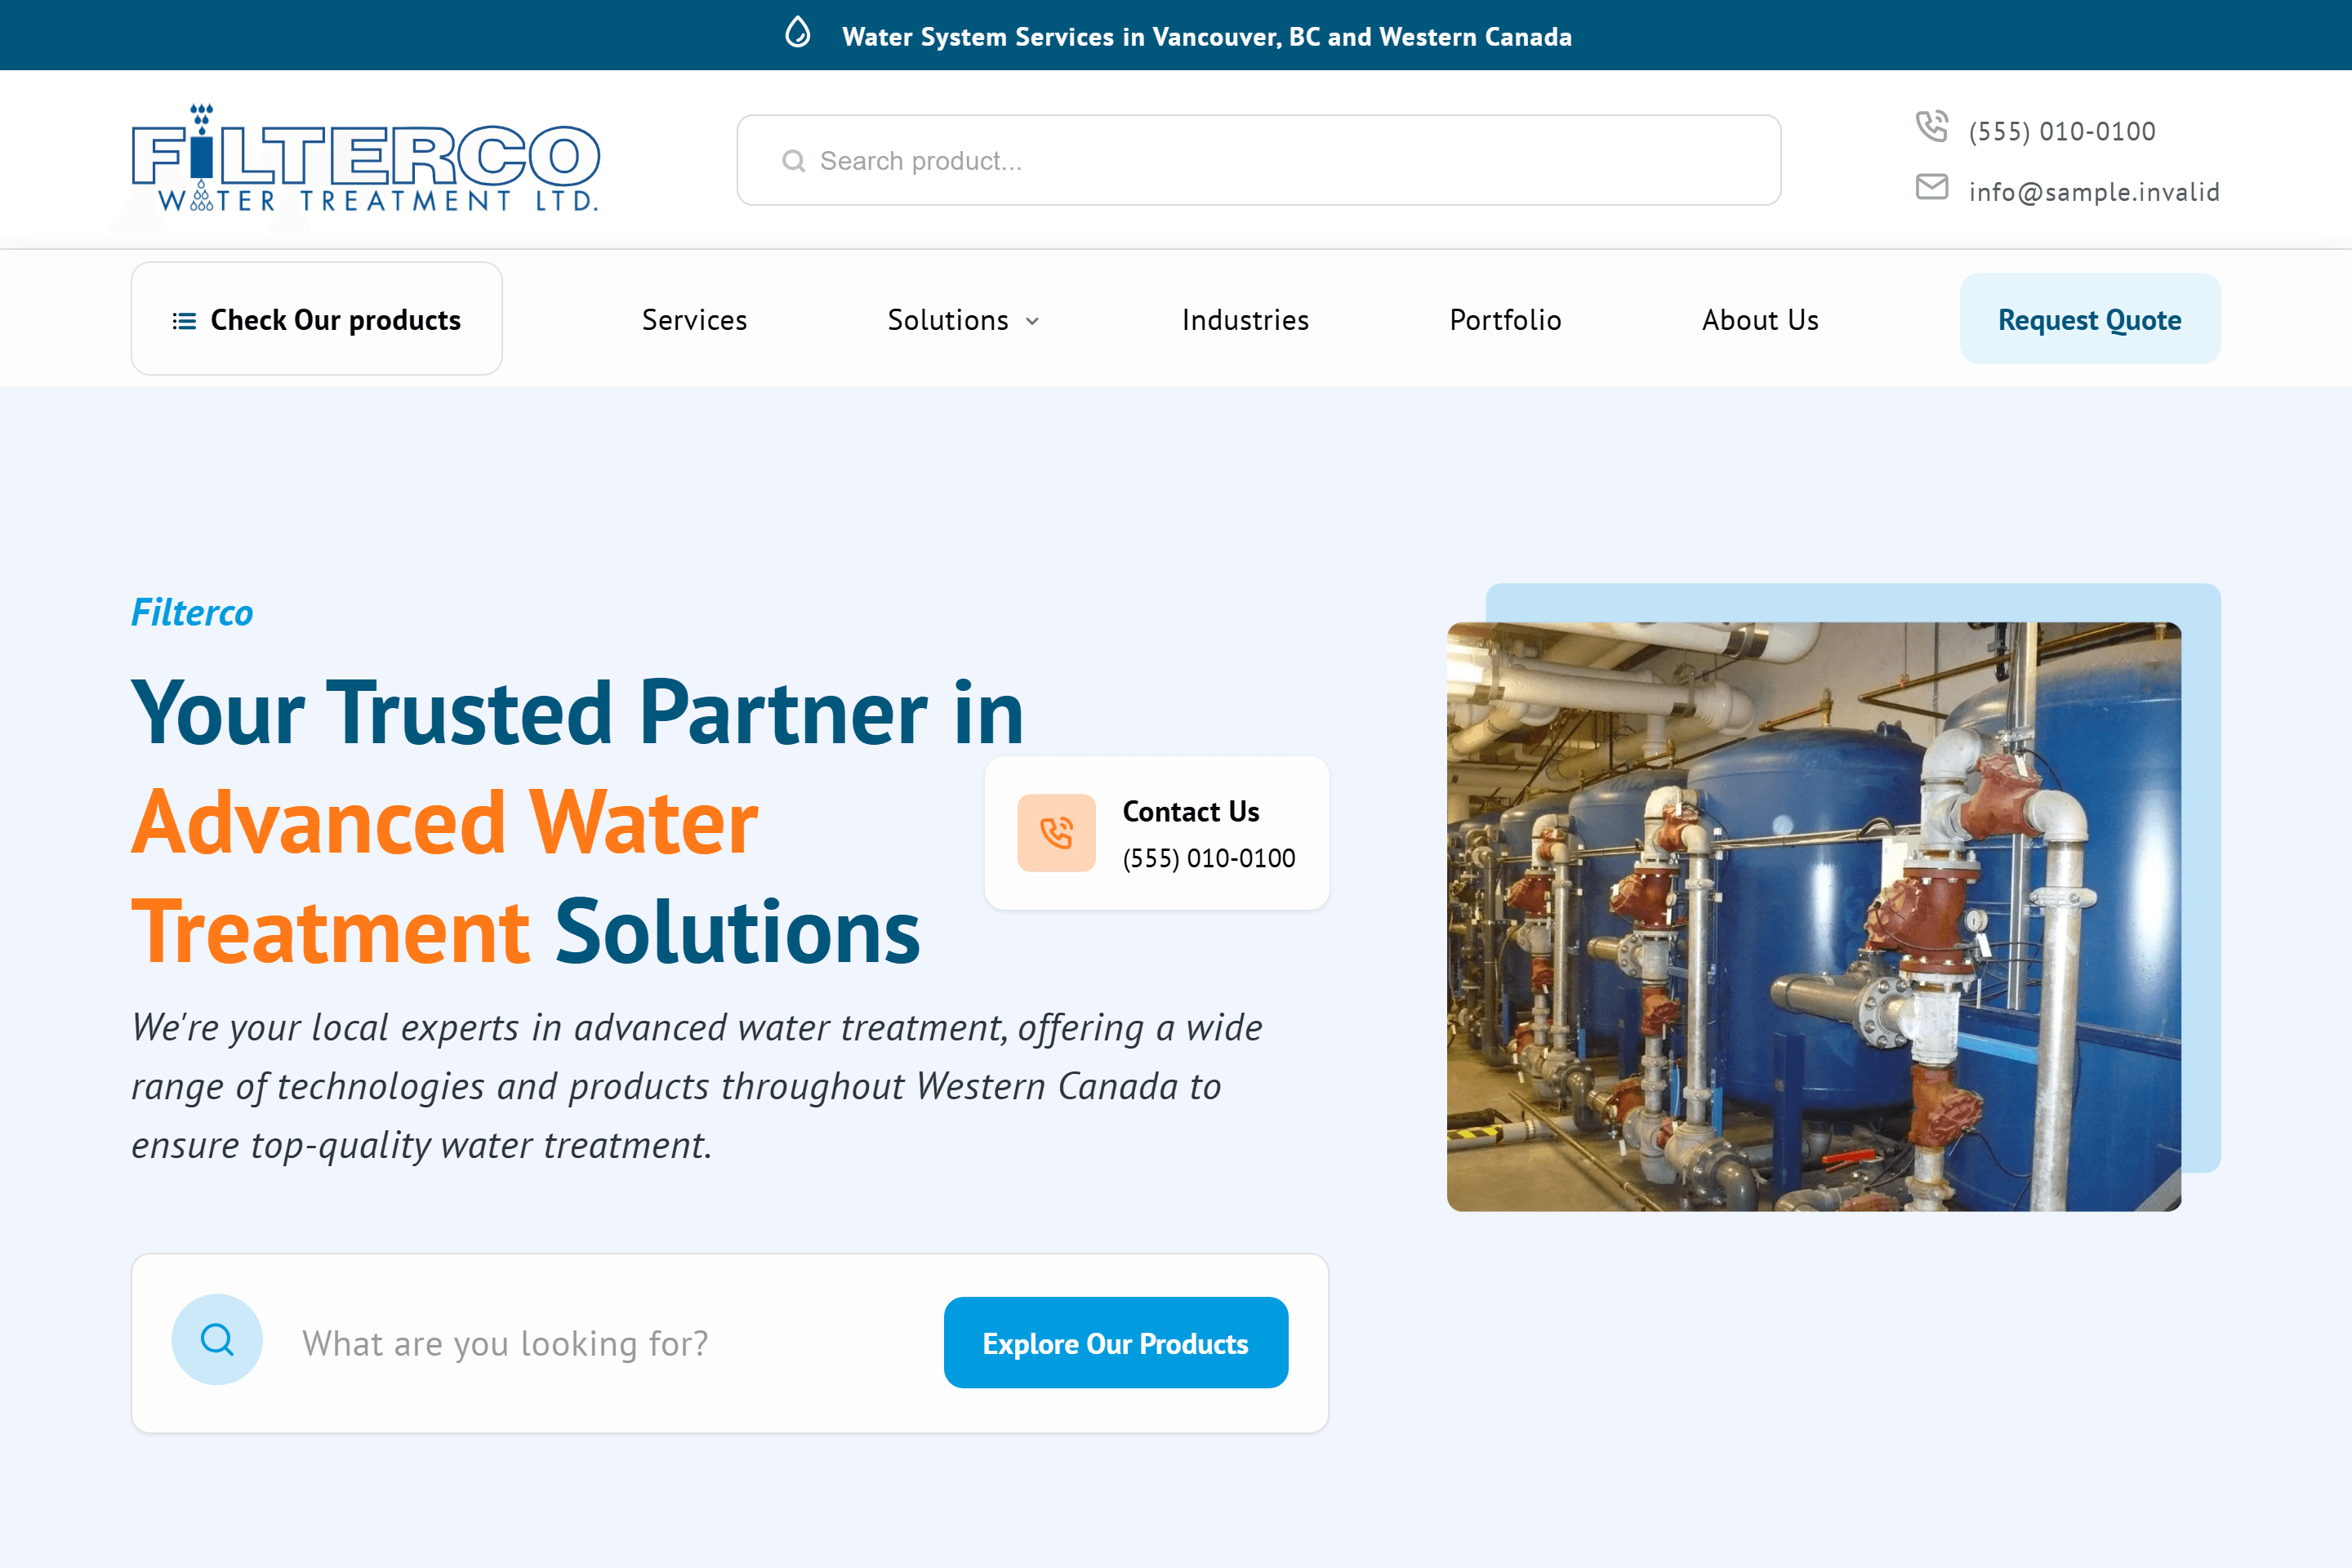 Water System Services in Vancouver, BC and Western Canada
FILTERCO
WATER TREATMENT LTD.
Search product...
(555) 010-0100
info@sample.invalid
Check Our products
Services
Solutions
Industries
Portfolio
About Us
Request Quote
Filterco
Your Trusted Partner in
Advanced Water
Treatment Solutions
Contact Us
(555) 010-0100
We're your local experts in advanced water treatment, offering a wide
range of technologies and products throughout Western Canada to
ensure top-quality water treatment.
What are you looking for?
Explore Our Products